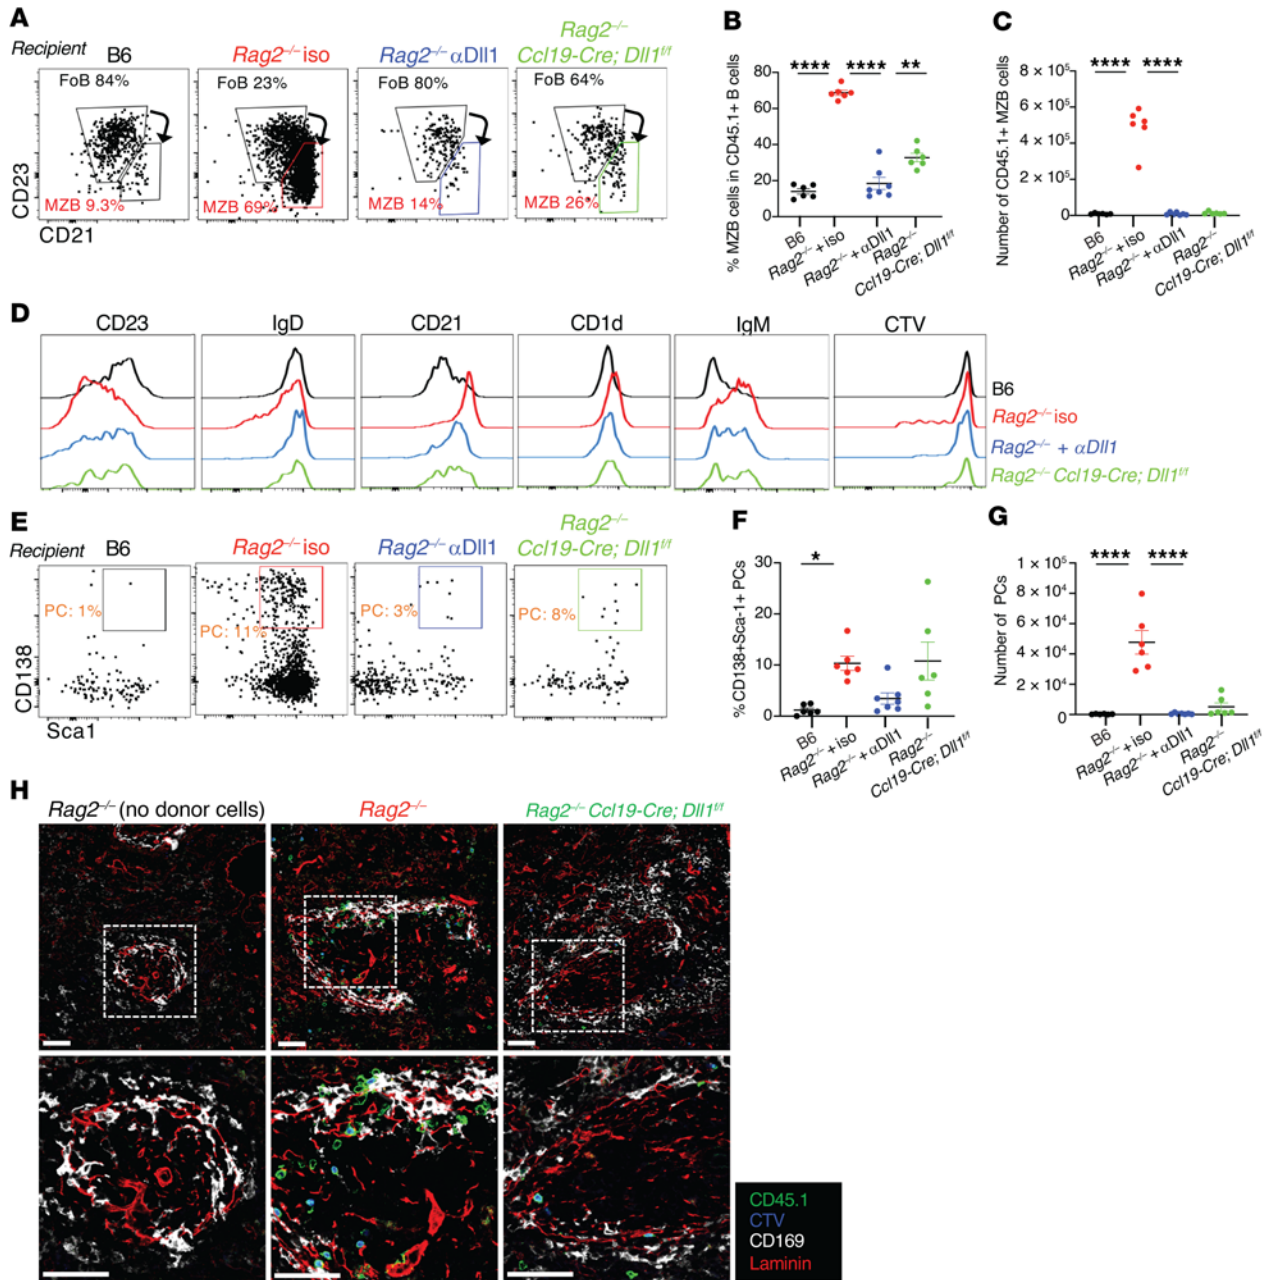 A
Recipient B6 Rag2⁻/⁻ iso Rag2⁻/⁻ αDll1 Rag2⁻/⁻ Ccl19-Cre; Dll1f/f
FoB 84% FoB 23% FoB 80% FoB 64%
MZB 9.3% MZB 69% MZB 14% MZB 26%
CD23
CD21
B
% MZB cells in CD45.1+ B cells
**** **** **
80
60
40
20
0
B6 Rag2⁻/⁻ +iso Rag2⁻/⁻ +αDll1 Rag2⁻/⁻ Ccl19-Cre; Dll1f/f
C
Number of CD45.1+ MZB cells
**** ****
8 × 10⁵
6 × 10⁵
4 × 10⁵
2 × 10⁵
0
B6 Rag2⁻/⁻ +iso Rag2⁻/⁻ +αDll1 Rag2⁻/⁻ Ccl19-Cre; Dll1f/f
D
CD23 IgD CD21 CD1d IgM CTV
B6
Rag2⁻/⁻ iso
Rag2⁻/⁻ + αDll1
Rag2⁻/⁻ Ccl19-Cre; Dll1f/f
E
Recipient B6 Rag2⁻/⁻ iso Rag2⁻/⁻ αDll1 Rag2⁻/⁻ Ccl19-Cre; Dll1f/f
PC: 1% PC: 11% PC: 3% PC: 8%
CD138
Sca1
F
% CD138+Sca-1+ PCs
*
30
20
10
0
B6 Rag2⁻/⁻ +iso Rag2⁻/⁻ +αDll1 Rag2⁻/⁻ Ccl19-Cre; Dll1f/f
G
Number of PCs
**** ****
1 × 10⁵
8 × 10⁴
6 × 10⁴
4 × 10⁴
2 × 10⁴
0
B6 Rag2⁻/⁻ +iso Rag2⁻/⁻ +αDll1 Rag2⁻/⁻ Ccl19-Cre; Dll1f/f
H
Rag2⁻/⁻ (no donor cells) Rag2⁻/⁻ Rag2⁻/⁻ Ccl19-Cre; Dll1f/f
CD45.1
CTV
CD169
Laminin